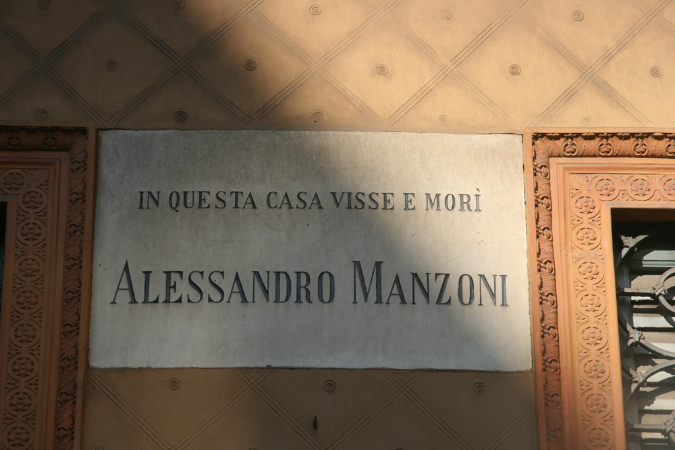 IN QUESTA CASA VISSE E MORÌ
ALESSANDRO MANZONI